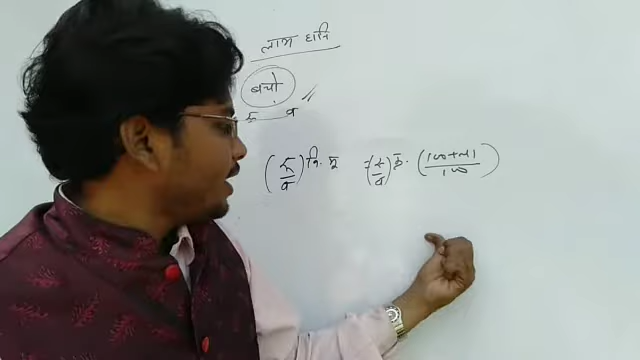 लाभ हानि
बचो
रु व
(रु/व) वि. मू = (रु/व) क्र. (100+ला/100)